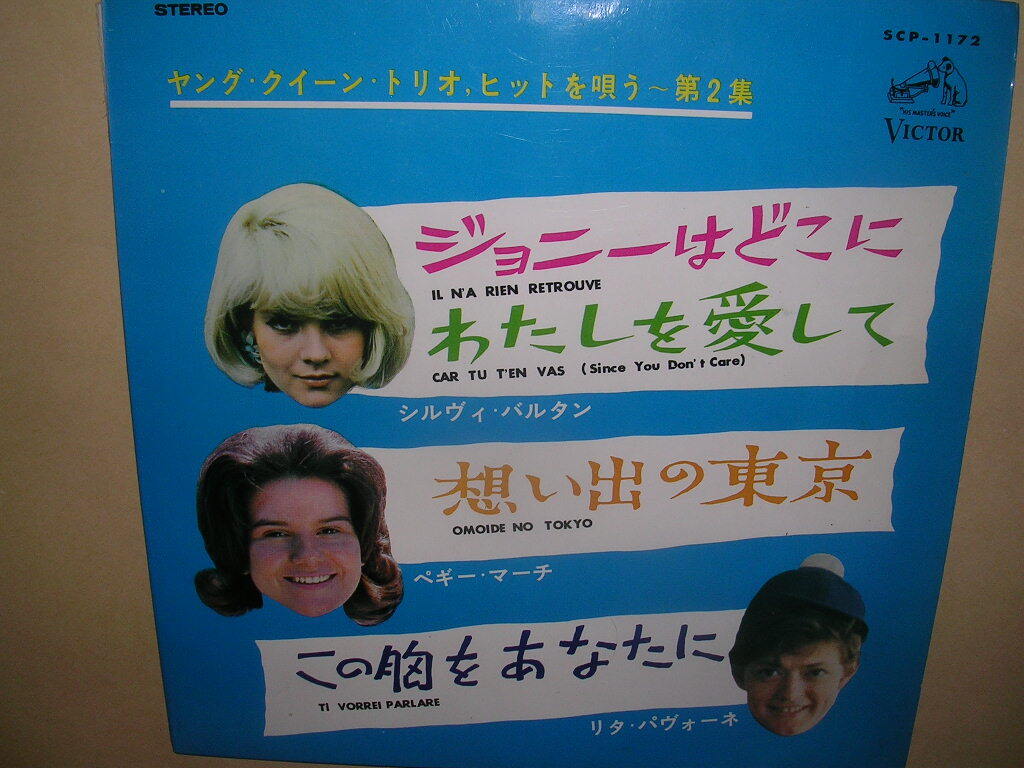 STEREO
SCP-1172
ヤング・クイーン・トリオ,ヒットを唄う～第2集
"HIS MASTER'S VOICE"
VICTOR
ジョニーはどこに
IL N'A RIEN RETROUVE
わたしを愛して
CAR TU T'EN VAS (Since You Don't Care)
シルヴィ・バルタン
想い出の東京
OMOIDE NO TOKYO
ペギー・マーチ
この胸をあなたに
TI VORREI PARLARE
リタ・パヴォーネ